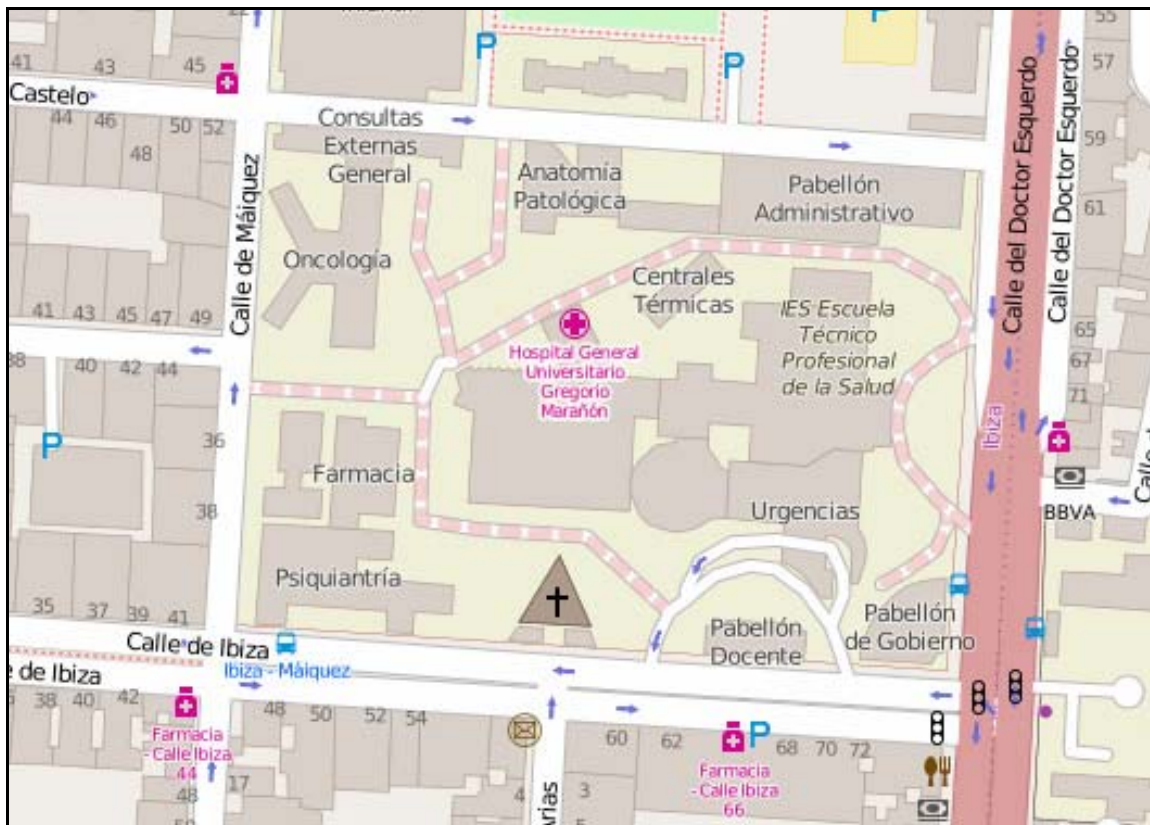 P
P
P
41
43
45
Castelo
44
46
48
50
52
Consultas
Externas
General
Anatomía
Patológica
Pabellón
Administrativo
55
57
59
61
Calle del Doctor Esquerdo
Calle del Doctor Esquerdo
Calle de Máiquez
Oncología
Centrales
Térmicas
IES Escuela
Técnico
Profesional
de la Salud
Hospital General
Universitario
Gregorio
Marañón
41
43
45
47
49
38
40
42
44
65
67
71
Ibiza
P
36
38
Farmacia
Urgencias
BBVA
Psiquiantría
35
37
39
41
Calle de Ibiza
Ibiza - Máiquez
e de Ibiza
Pabellón
Docente
Pabellón
de Gobierno
38
40
42
48
50
52
54
60
62
P
68
70
72
Farmacia
- Calle Ibiza
44
48
17
4
Arias
3
Farmacia
- Calle Ibiza
66